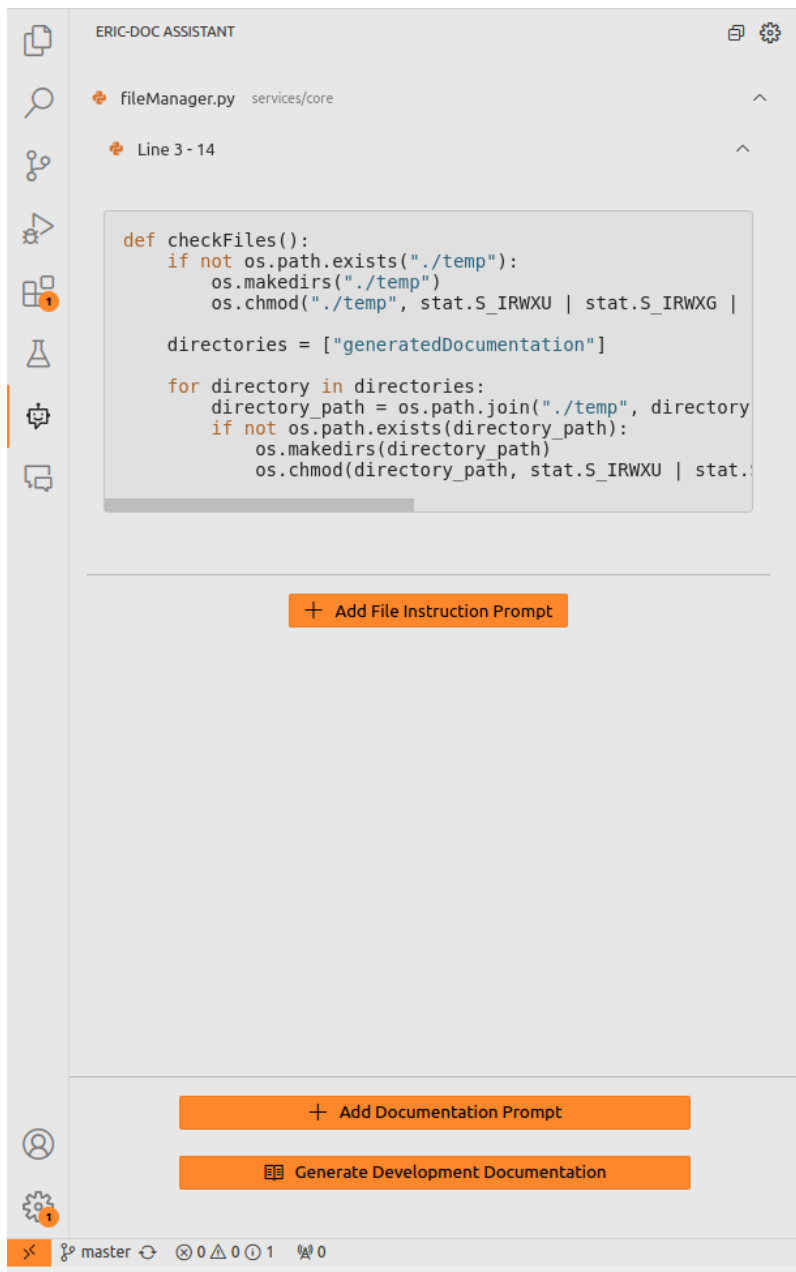 ERIC-DOC ASSISTANT
fileManager.py services/core
Line 3 - 14
def checkFiles():
    if not os.path.exists("./temp"):
        os.makedirs("./temp")
        os.chmod("./temp", stat.S_IRWXU | stat.S_IRWXG |
    directories = ["generatedDocumentation"]
    for directory in directories:
        directory_path = os.path.join("./temp", directory
        if not os.path.exists(directory_path):
            os.makedirs(directory_path)
            os.chmod(directory_path, stat.S_IRWXU | stat.
1
Add File Instruction Prompt
Add Documentation Prompt
Generate Development Documentation
1
master 0 0 1 0